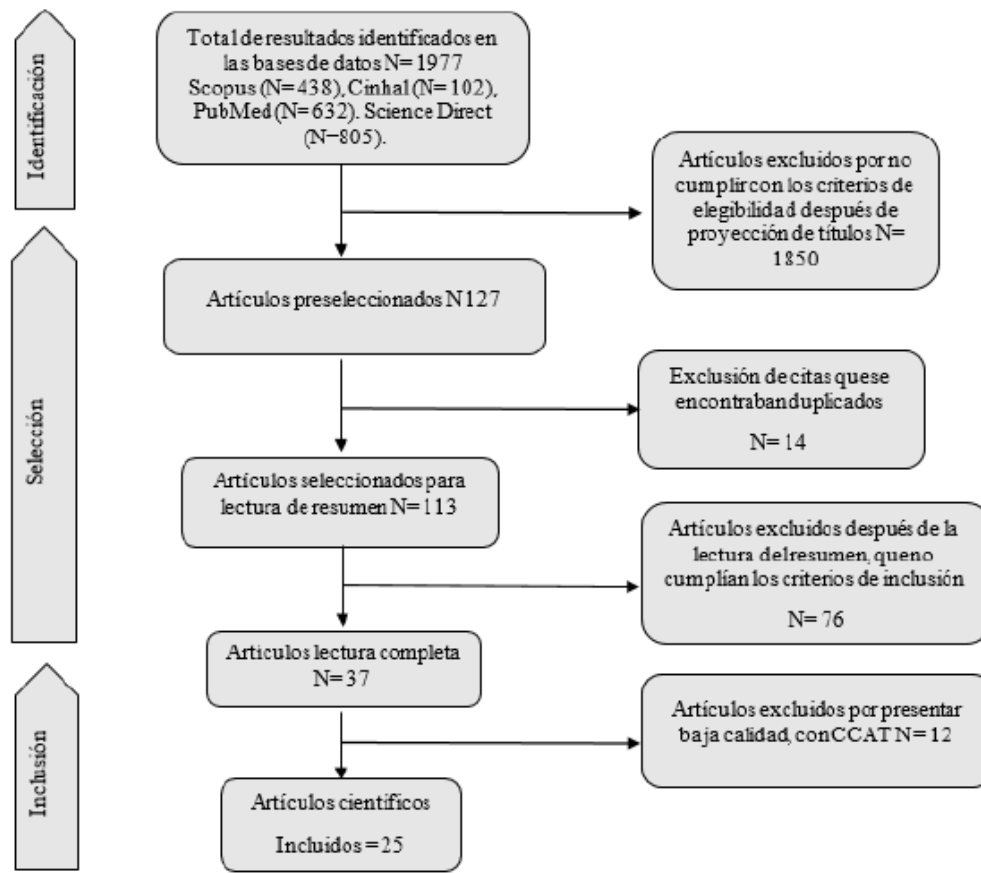 Identificación
Total de resultados identificados en
las bases de datos N= 1977
Scopus (N=438), Cinhal (N= 102),
PubMed (N=632). Science Direct
(N=805).
Artículos excluidos por no
cumplir con los criterios de
elegibilidad después de
proyección de títulos N=
1850
Selección
Artículos preseleccionados N127
Exclusión de citas que se
encontraban duplicados
N= 14
Artículos seleccionados para
lectura de resumen N= 113
Artículos excluidos después de la
lectura del resumen, que no
cumplían los criterios de inclusión
N= 76
Artículos lectura completa
N= 37
Inclusión
Artículos excluidos por presentar
baja calidad, con CCAT N= 12
Artículos científicos
Incluidos =25